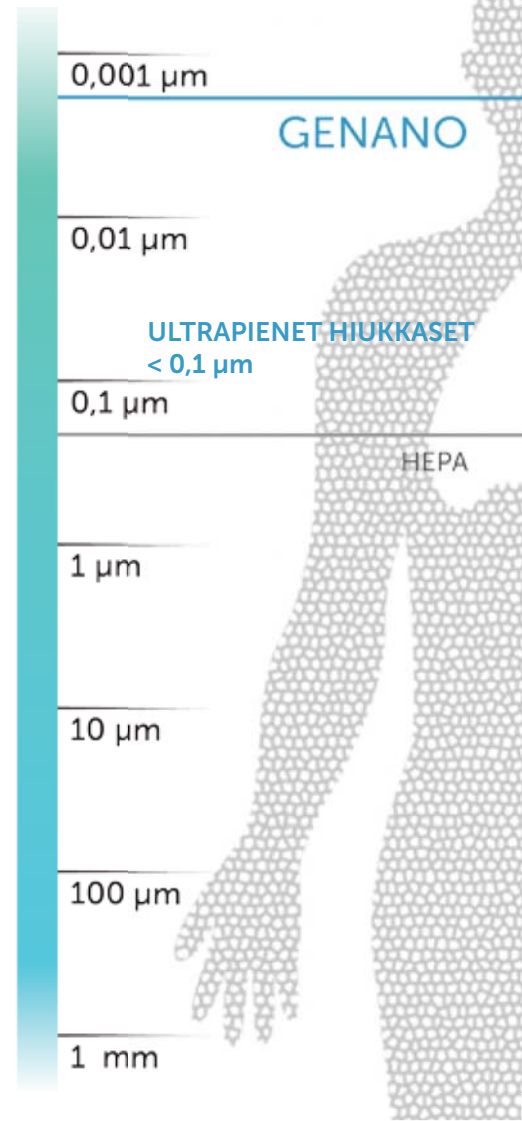 0,001 µm
GENANO
0,01 µm
ULTRAPIENET HIUKKASET
< 0,1 µm
0,1 µm
HEPA
1 µm
10 µm
100 µm
1 mm